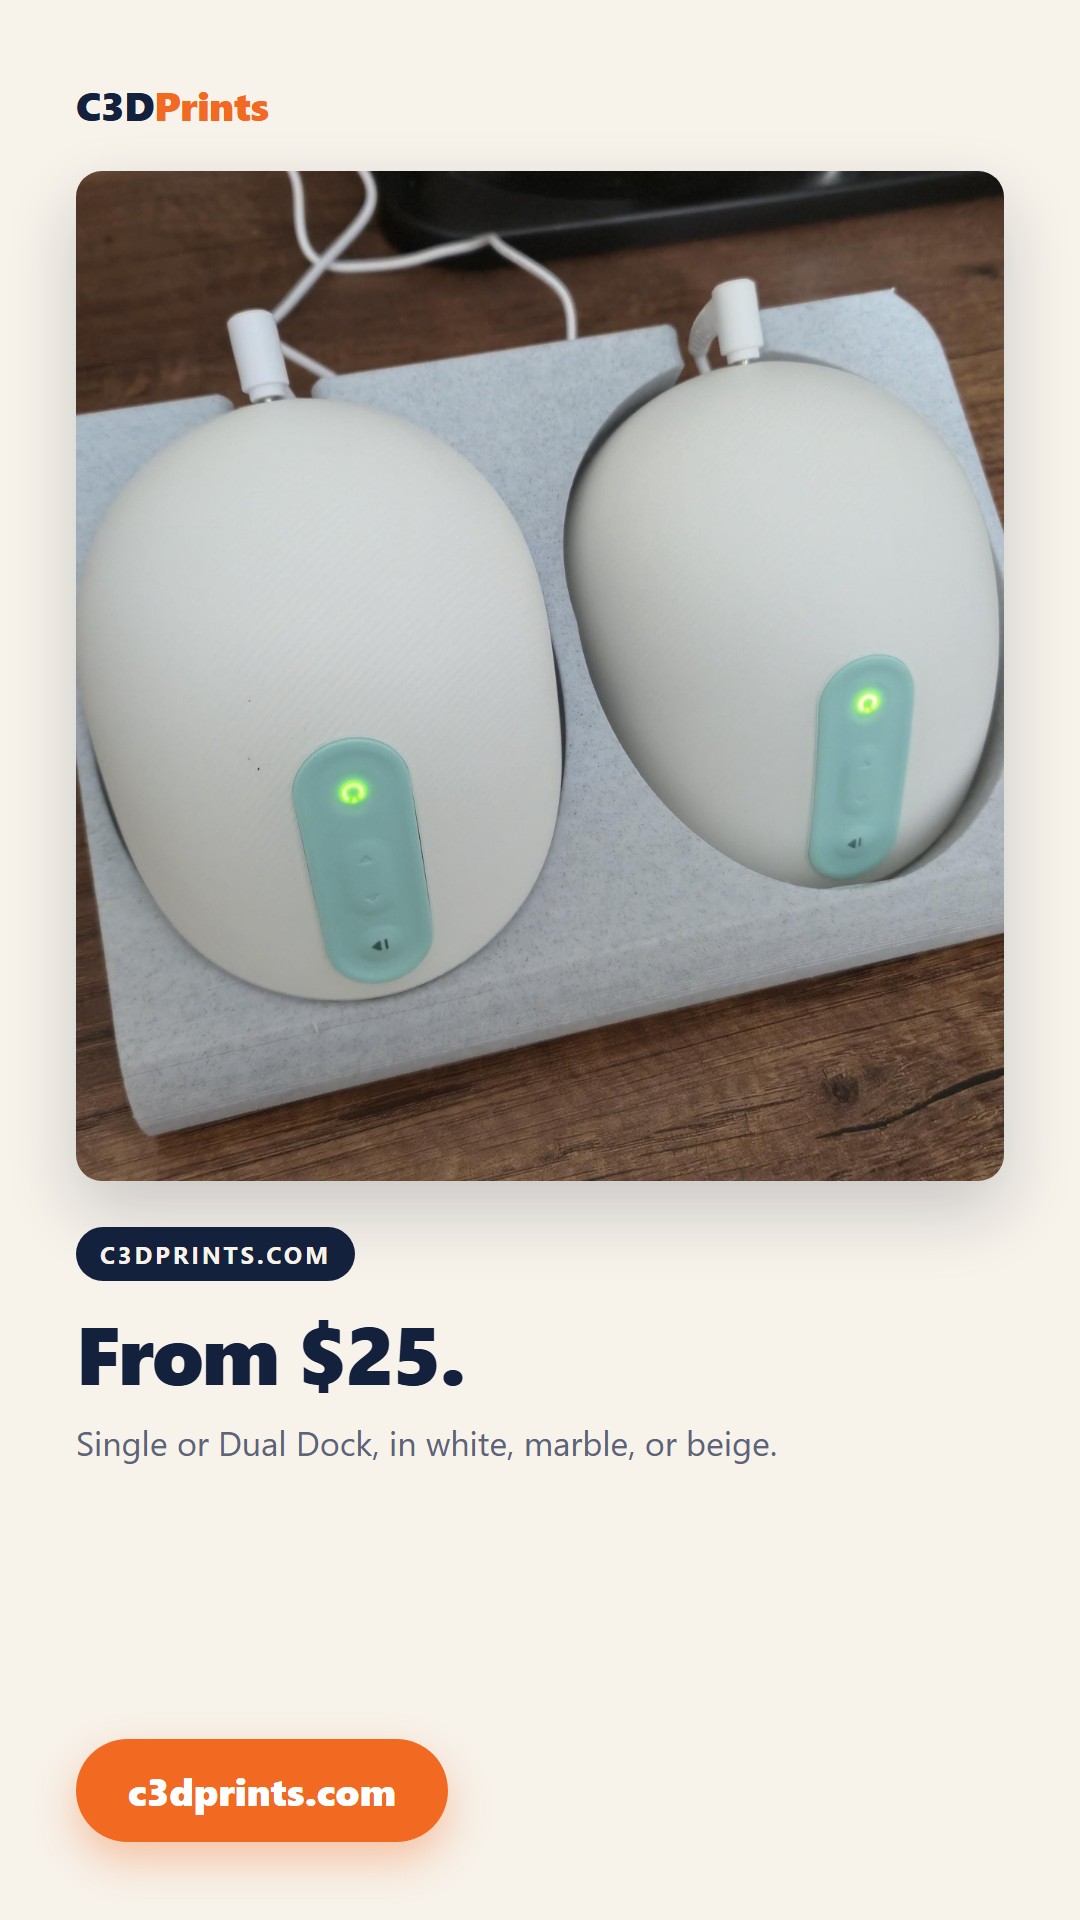 C3DPrints
C3DPRINTS.COM
From $25.
Single or Dual Dock, in white, marble, or beige.
c3dprints.com